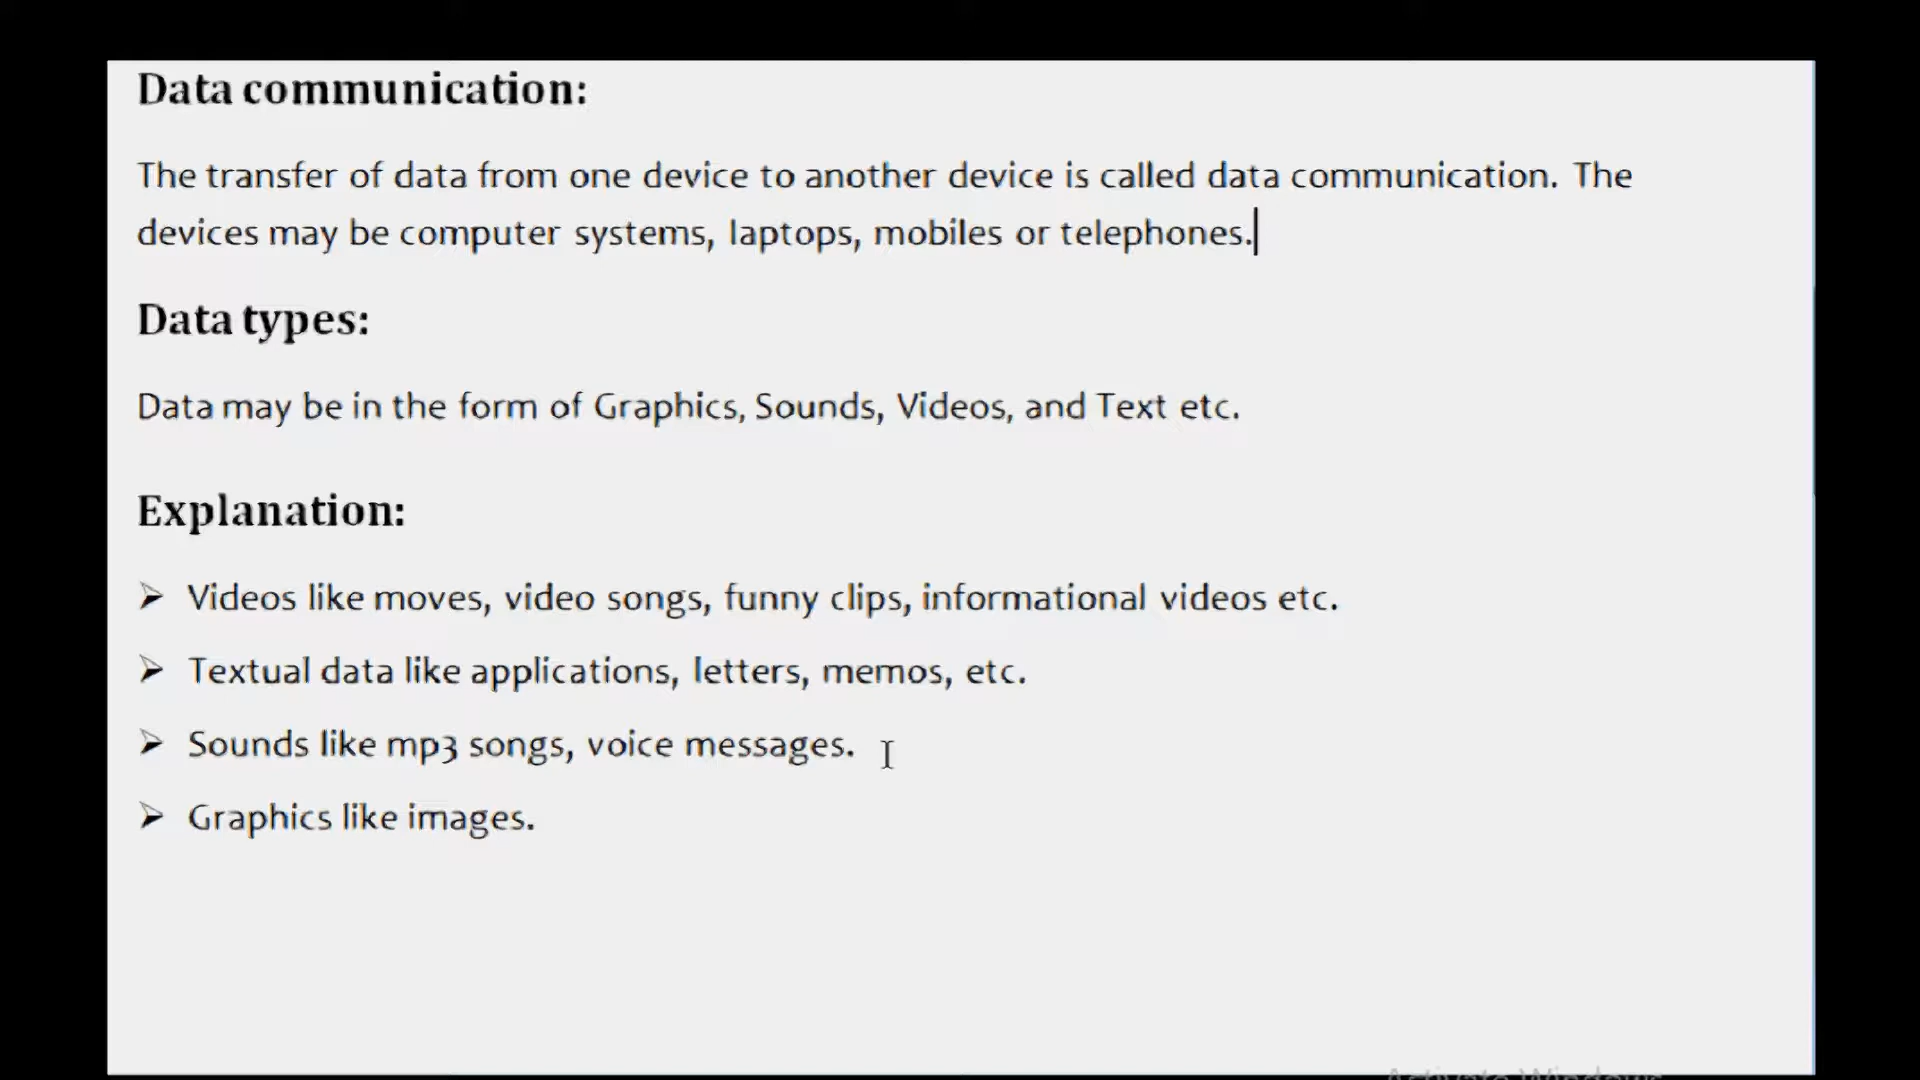 Data communication:
The transfer of data from one device to another device is called data communication. The
devices may be computer systems, laptops, mobiles or telephones.
Data types:
Data may be in the form of Graphics, Sounds, Videos, and Text etc.
Explanation:
➢ Videos like moves, video songs, funny clips, informational videos etc.
➢ Textual data like applications, letters, memos, etc.
➢ Sounds like mp3 songs, voice messages.
➢ Graphics like images.
Activate Windows